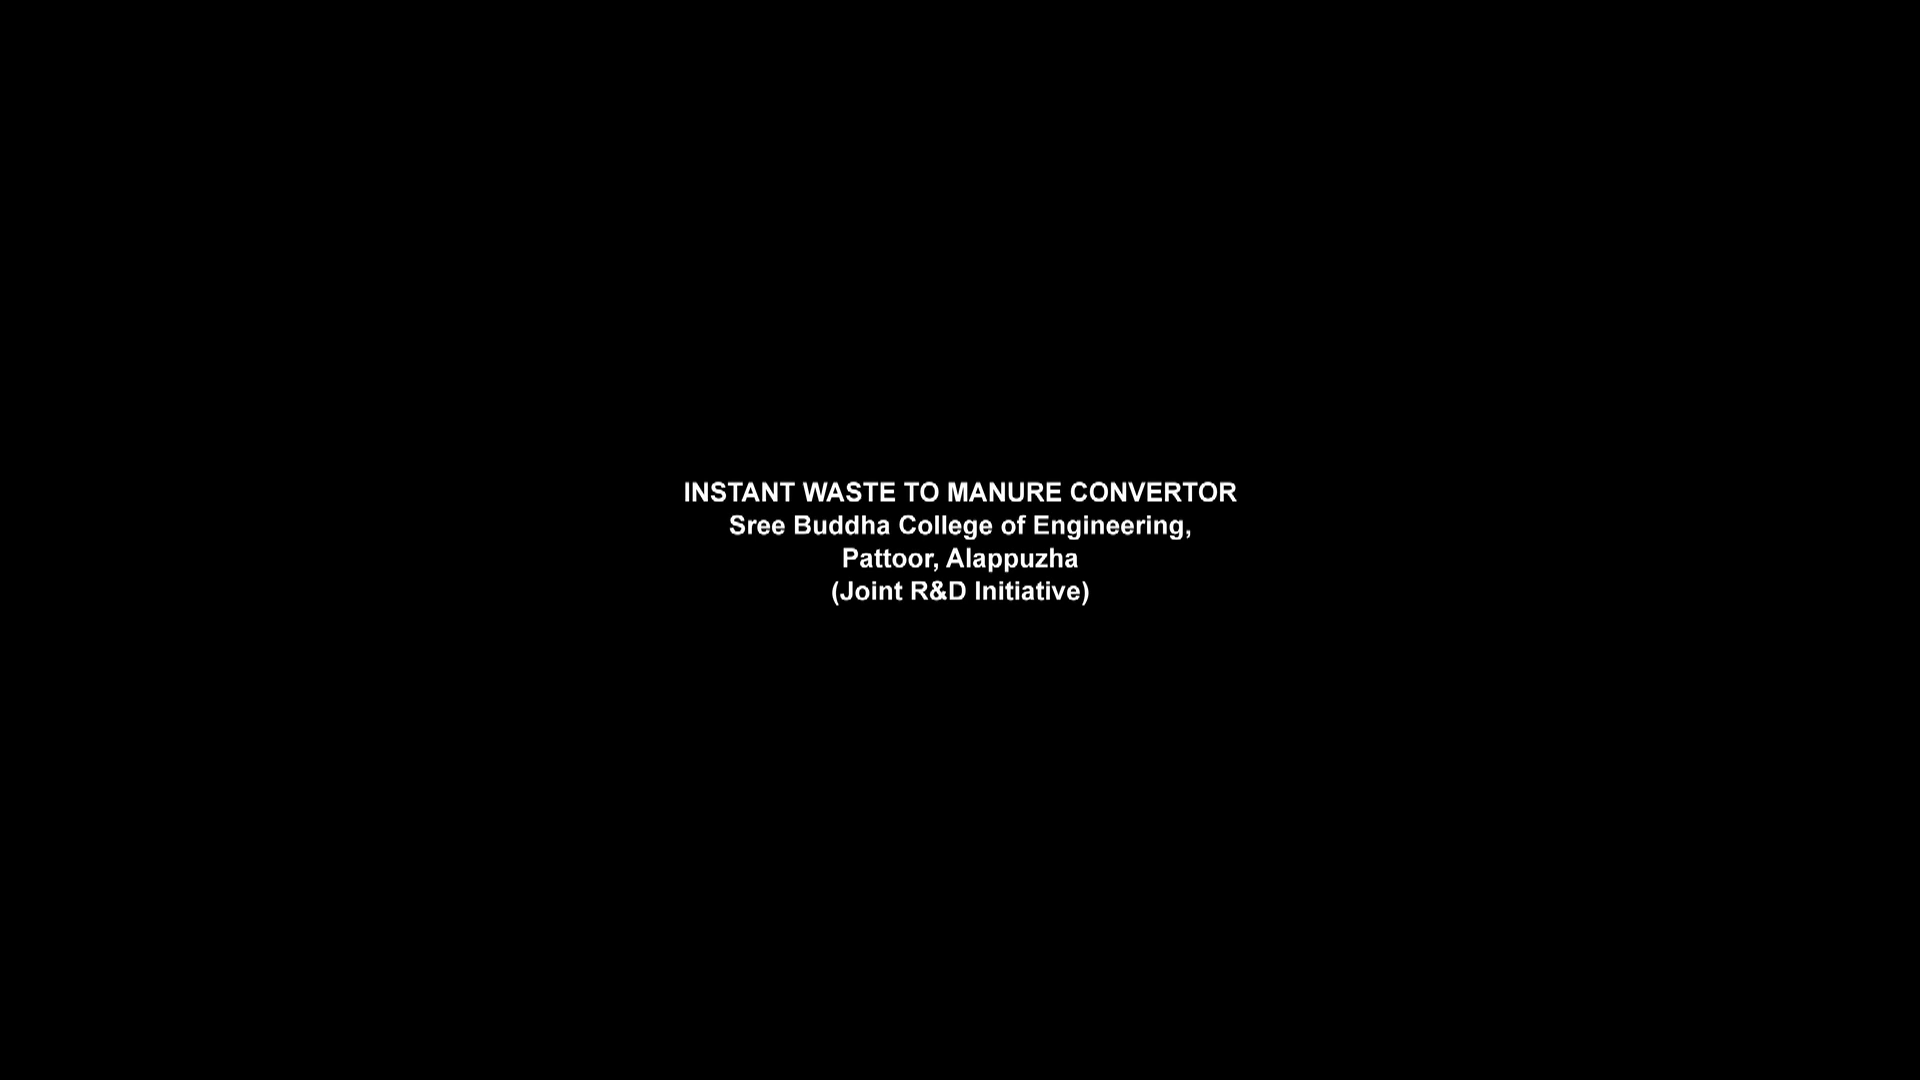 INSTANT WASTE TO MANURE CONVERTOR
Sree Buddha College of Engineering,
Pattoor, Alappuzha
(Joint R&D Initiative)